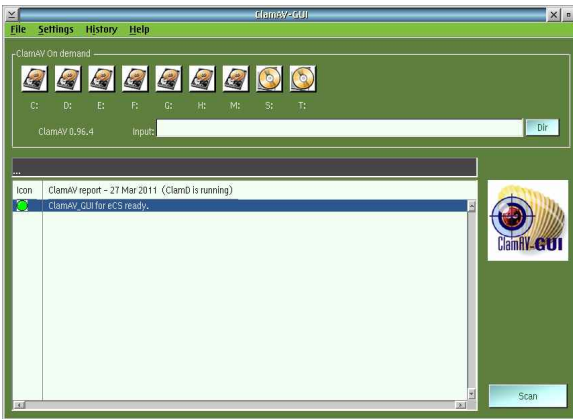 ClamAV-GUI
File Settings History Help
ClamAV On demand
C: D: E: F: G: H: M: S: T:
ClamAV 0.96.4 Input: Dir
...
Icon ClamAV report - 27 Mar 2011 (ClamD is running)
ClamAV_GUI for eCS ready.
ClamAV-GUI
Scan